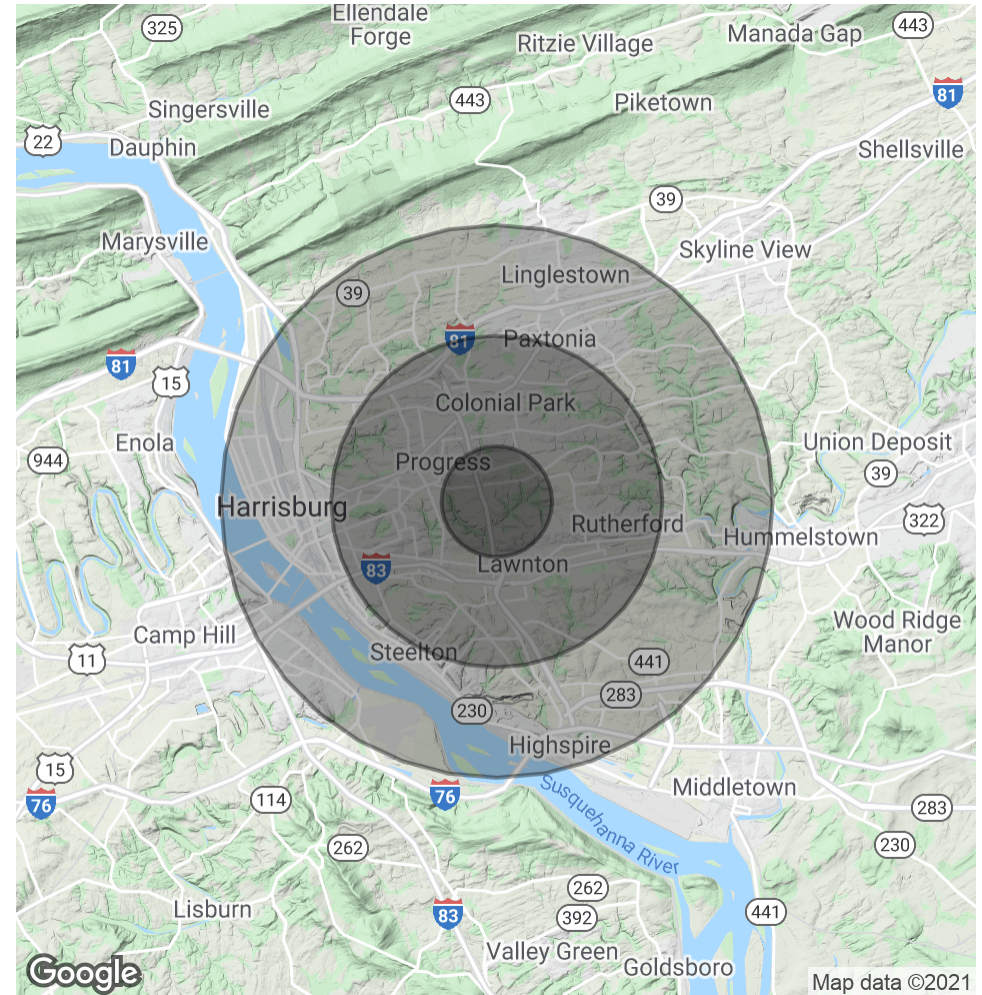 Ellendale
Forge
325
Ritzie Village
Manada Gap
443
81
443
Piketown
Singersville
22
Dauphin
Shellsville
39
Marysville
Skyline View
Linglestown
39
81
Paxtonia
81
15
Colonial Park
Enola
Union Deposit
944
Progress
39
Harrisburg
322
Rutherford
Hummelstown
83
Lawnton
Camp Hill
Wood Ridge
Manor
11
Steelton
441
283
230
Highspire
15
76
76
Middletown
114
Susquehanna River
283
262
230
262
Lisburn
83
392
441
Valley Green
Goldsboro
Google
Map data ©2021